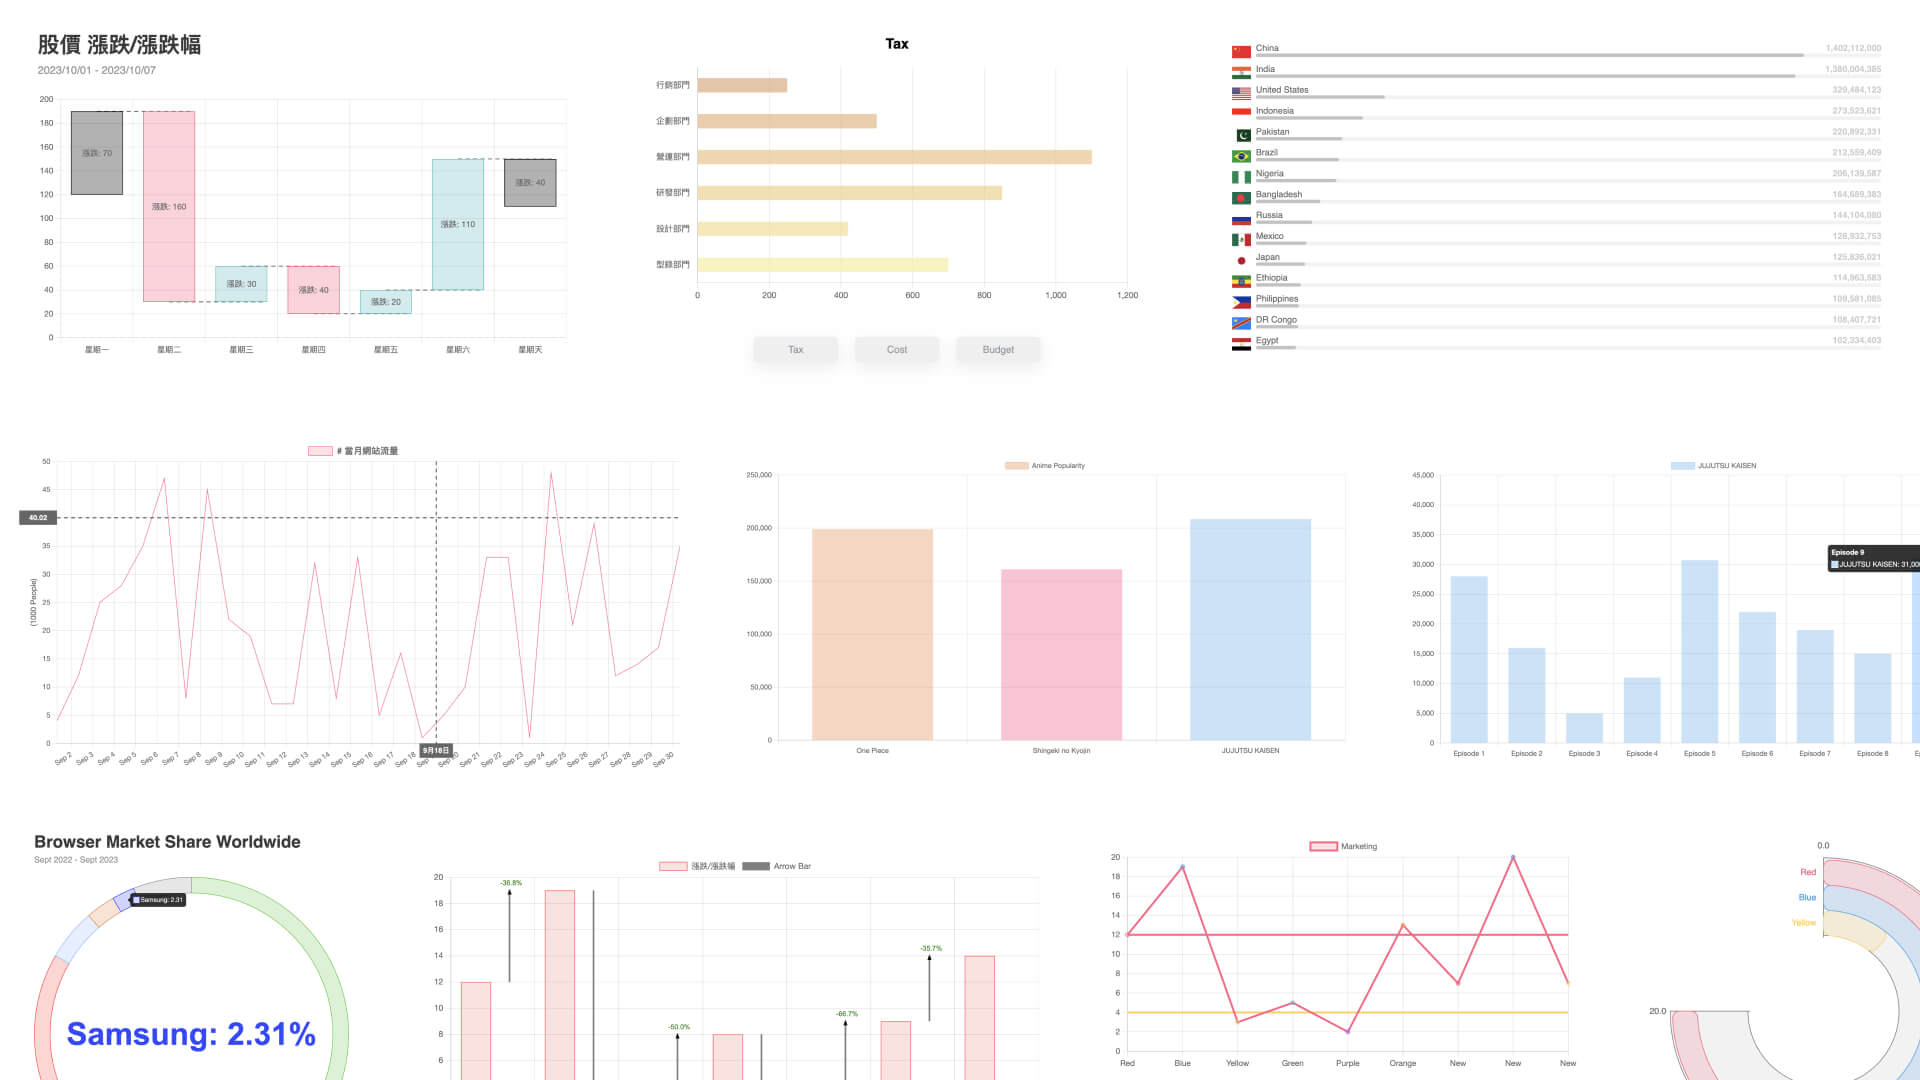 股價 漲跌/漲跌幅
2023/10/01 - 2023/10/07
200
180
160
140
120
100
80
60
40
20
0
漲跌: 70
漲跌: 160
漲跌: 30
漲跌: 40
漲跌: 20
漲跌: 110
漲跌: 40
星期一 星期二 星期三 星期四 星期五 星期六 星期天
Tax
行銷部門
企劃部門
營運部門
研發部門
設計部門
型錄部門
0 200 400 600 800 1,000 1,200
Tax Cost Budget
China 1,402,112,000
India 1,380,004,385
United States 329,484,123
Indonesia 273,523,621
Pakistan 220,892,331
Brazil 212,559,409
Nigeria 206,139,587
Bangladesh 164,689,383
Russia 144,104,080
Mexico 128,932,753
Japan 125,836,021
Ethiopia 114,963,583
Philippines 109,581,085
DR Congo 108,407,721
Egypt 102,334,403
# 當月網站流量
50
45
40.02
35
30
25
20
15
10
5
0
(1000 People)
Sep 2 Sep 3 Sep 4 Sep 5 Sep 6 Sep 7 Sep 8 Sep 9 Sep 10 Sep 11 Sep 12 Sep 13 Sep 14 Sep 15 Sep 16 Sep 17 Sep 18 9月18日 Sep 20 Sep 21 Sep 22 Sep 23 Sep 24 Sep 25 Sep 26 Sep 27 Sep 28 Sep 29 Sep 30
Anime Popularity
250,000
200,000
150,000
100,000
50,000
0
One Piece Shingeki no Kyojin JUJUTSU KAISEN
JUJUTSU KAISEN
45,000
40,000
35,000
30,000
25,000
20,000
15,000
10,000
5,000
0
Episode 9
JUJUTSU KAISEN: 31,00
Episode 1 Episode 2 Episode 3 Episode 4 Episode 5 Episode 6 Episode 7 Episode 8
Browser Market Share Worldwide
Sept 2022 - Sept 2023
Samsung: 2.31
Samsung: 2.31%
漲跌/漲跌幅 Arrow Bar
20
18
16
14
12
10
8
6
-36.8%
-50.0%
-66.7%
-35.7%
Marketing
20
18
16
14
12
10
8
6
4
2
0
Red Blue Yellow Green Purple Orange New New New
0.0
Red
Blue
Yellow
20.0